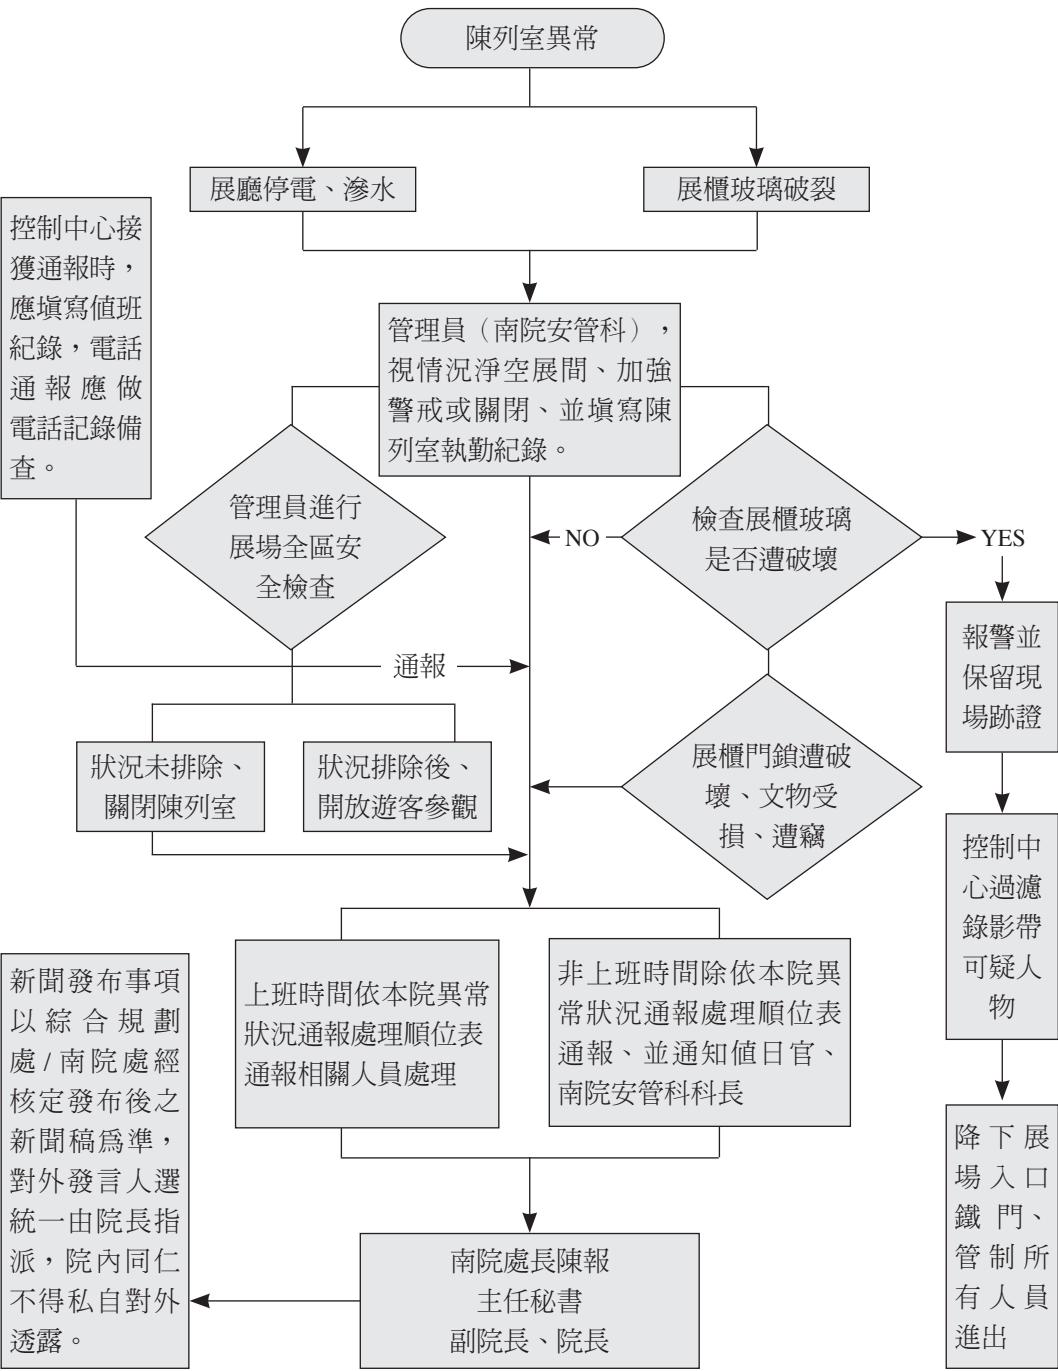 陳列室異常
展廳停電、滲水
展櫃玻璃破裂
控制中心接
獲通報時，
應填寫值班
紀錄，電話
通報應做
電話記錄備
查。
管理員（南院安管科），
視情況淨空展間、加強
警戒或關閉、並填寫陳
列室執勤紀錄。
管理員進行
展場全區安
全檢查
NO
檢查展櫃玻璃
是否遭破壞
YES
通報
報警並
保留現
場跡證
狀況未排除、
關閉陳列室
狀況排除後、
開放遊客參觀
展櫃門鎖遭破
壞、文物受
損、遭竊
控制中
心過濾
錄影帶
可疑人
物
上班時間依本院異常
狀況通報處理順位表
通報相關人員處理
非上班時間除依本院異
常狀況通報處理順位表
通報、並通知值日官、
南院安管科科長
新聞發布事項
以綜合規劃
處/南院處經
核定發布後之
新聞稿為準，
對外發言人選
統一由院長指
派，院內同仁
不得私自對外
透露。
降下展
場入口
鐵門、
管制所
有人員
進出
南院處長陳報
主任秘書
副院長、院長